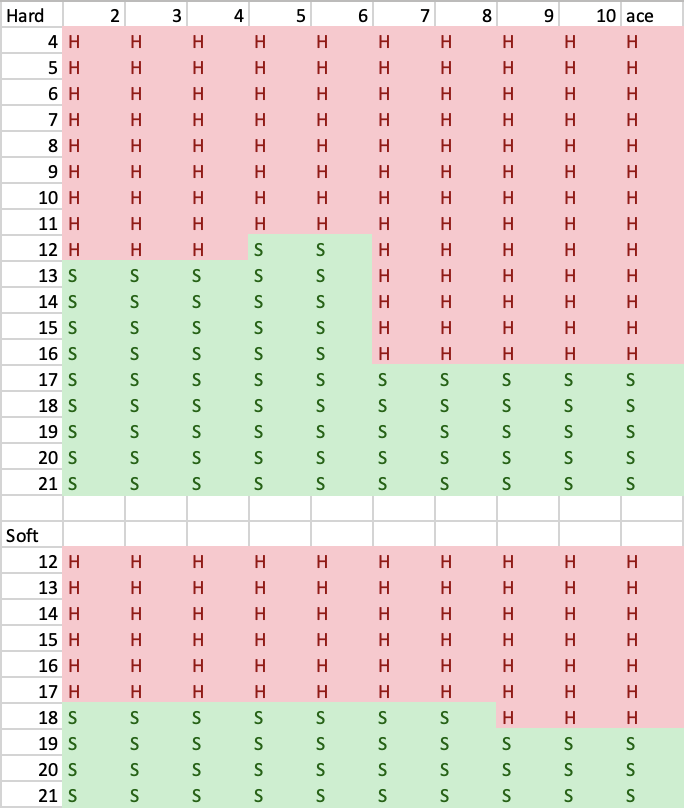 Hard 2 3 4 5 6 7 8 9 10 ace
4 H H H H H H H H H H
5 H H H H H H H H H H
6 H H H H H H H H H H
7 H H H H H H H H H H
8 H H H H H H H H H H
9 H H H H H H H H H H
10 H H H H H H H H H H
11 H H H H H H H H H H
12 H H H S S H H H H H
13 S S S S S H H H H H
14 S S S S S H H H H H
15 S S S S S H H H H H
16 S S S S S H H H H H
17 S S S S S S S S S S
18 S S S S S S S S S S
19 S S S S S S S S S S
20 S S S S S S S S S S
21 S S S S S S S S S S
Soft
12 H H H H H H H H H H
13 H H H H H H H H H H
14 H H H H H H H H H H
15 H H H H H H H H H H
16 H H H H H H H H H H
17 H H H H H H H H H H
18 S S S S S S S H H H
19 S S S S S S S S S S
20 S S S S S S S S S S
21 S S S S S S S S S S